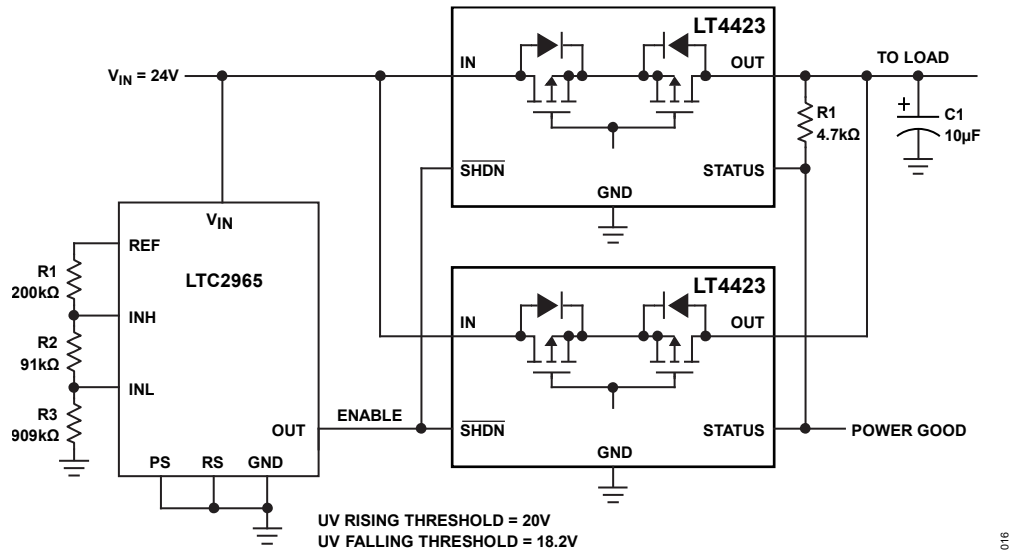 LT4423
V_IN = 24V
IN
OUT
TO LOAD
+
C1
10µF
R1
4.7kΩ
SHDN
STATUS
GND
V_IN
REF
LTC2965
R1
200kΩ
INH
R2
91kΩ
INL
R3
909kΩ
OUT
ENABLE
PS
RS
GND
LT4423
IN
OUT
SHDN
STATUS
POWER GOOD
GND
UV RISING THRESHOLD = 20V
UV FALLING THRESHOLD = 18.2V
016